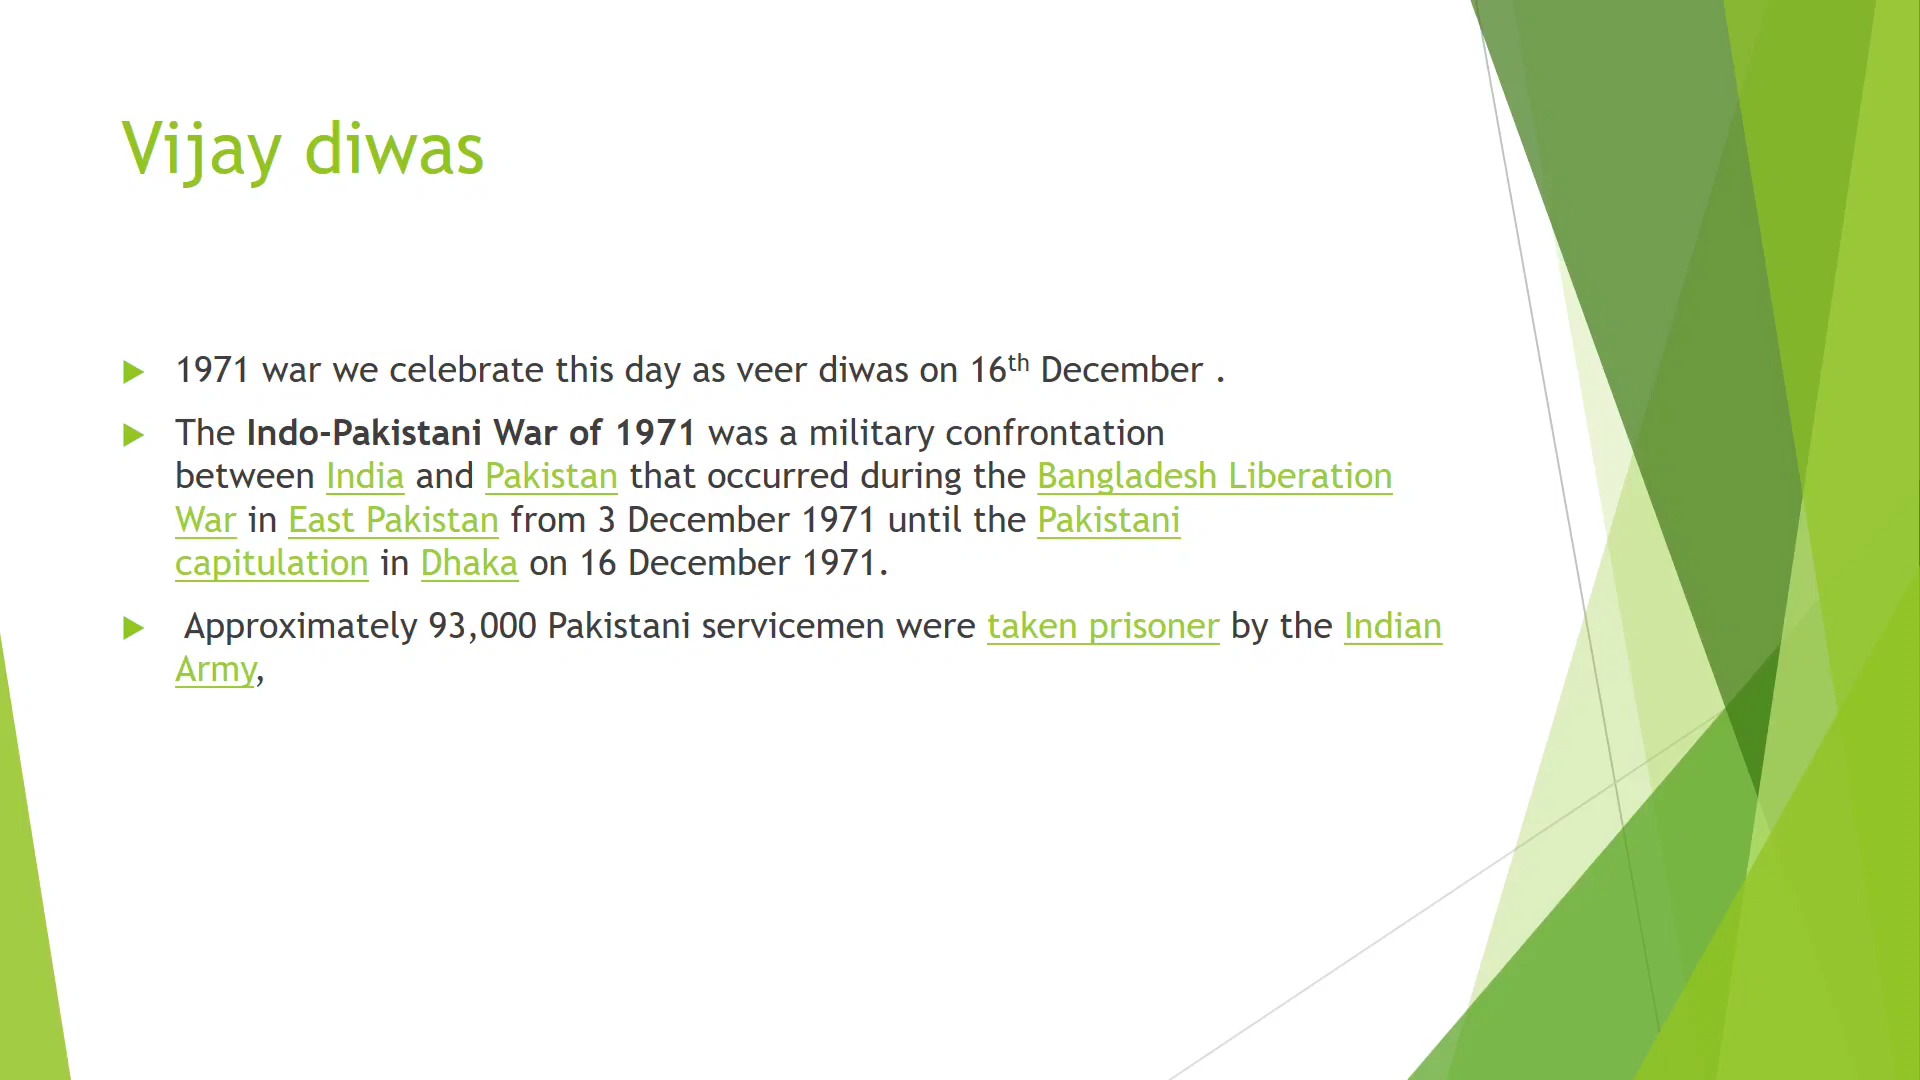 Vijay diwas
1971 war we celebrate this day as veer diwas on 16th December .
The Indo-Pakistani War of 1971 was a military confrontation
between India and Pakistan that occurred during the Bangladesh Liberation
War in East Pakistan from 3 December 1971 until the Pakistani
capitulation in Dhaka on 16 December 1971.
Approximately 93,000 Pakistani servicemen were taken prisoner by the Indian
Army,